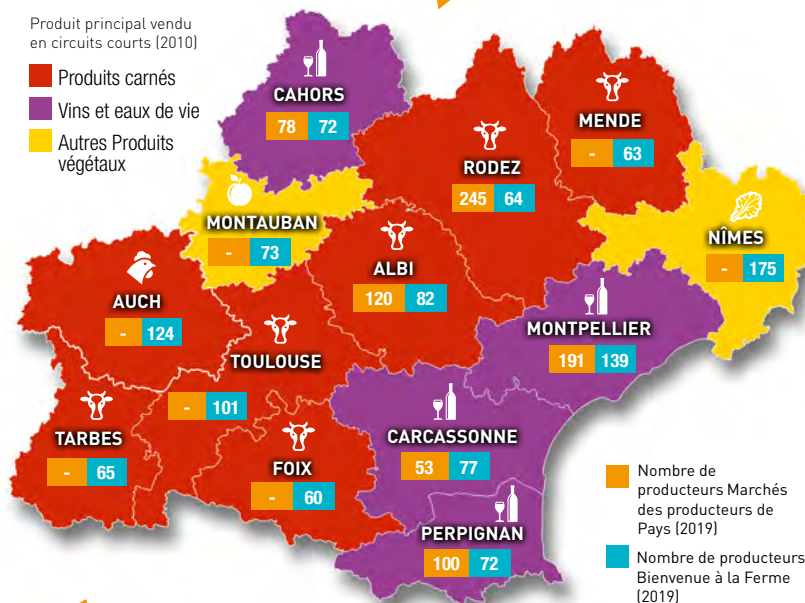 Produit principal vendu
en circuits courts (2010)
Produits carnés
Vins et eaux de vie
Autres Produits
végétaux
CAHORS
78 72
MENDE
- 63
RODEZ
245 64
MONTAUBAN
- 73
NÎMES
- 175
ALBI
120 82
AUCH
- 124
MONTPELLIER
191 139
TOULOUSE
- 101
TARBES
- 65
CARCASSONNE
53 77
FOIX
- 60
PERPIGNAN
100 72
Nombre de
producteurs Marchés
des producteurs de
Pays (2019)
Nombre de producteurs
Bienvenue à la Ferme
(2019)